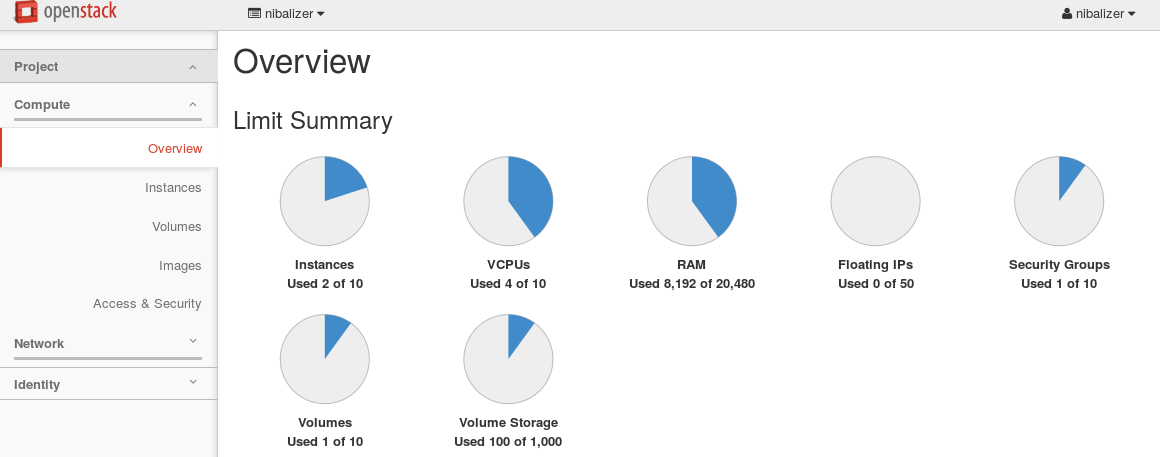 openstack
nibalizer
nibalizer
Project
Compute
Overview
Instances
Volumes
Images
Access & Security
Network
Identity
Overview
Limit Summary
Instances
Used 2 of 10
VCPUs
Used 4 of 10
RAM
Used 8,192 of 20,480
Floating IPs
Used 0 of 50
Security Groups
Used 1 of 10
Volumes
Used 1 of 10
Volume Storage
Used 100 of 1,000